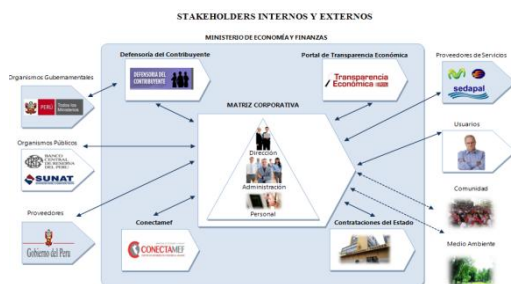 STAKEHOLDERS INTERNOS Y EXTERNOS
MINISTERIO DE ECONOMÍA Y FINANZAS
Organismos Gubernamentales
PERÚ
Todos los
Ministerios
Organismos Públicos
BANCO
CENTRAL DE
RESERVA
DEL PERÚ
SUNAT
Proveedores
Gobierno del Perú
Defensoría del Contribuyente
DEFENSORIA DEL
CONTRIBUYENTE
Portal de Transparencia Económica
Transparencia
Económica
MATRIZ CORPORATIVA
Dirección
Administración
Personal
Conectamef
CONECTAMEF
Contrataciones del Estado
Proveedores de Servicios
sedapal
Usuarios
Comunidad
Medio Ambiente